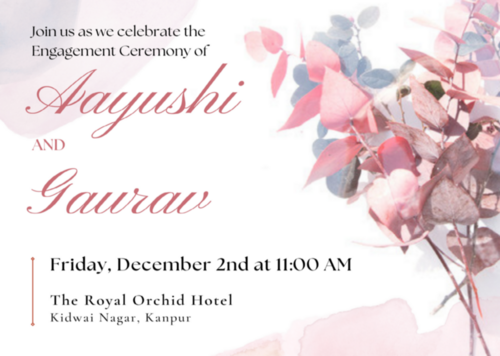 Join us as we celebrate the
Engagement Ceremony of
Aayushi
AND
Gaurav
Friday, December 2nd at 11:00 AM
The Royal Orchid Hotel
Kidwai Nagar, Kanpur